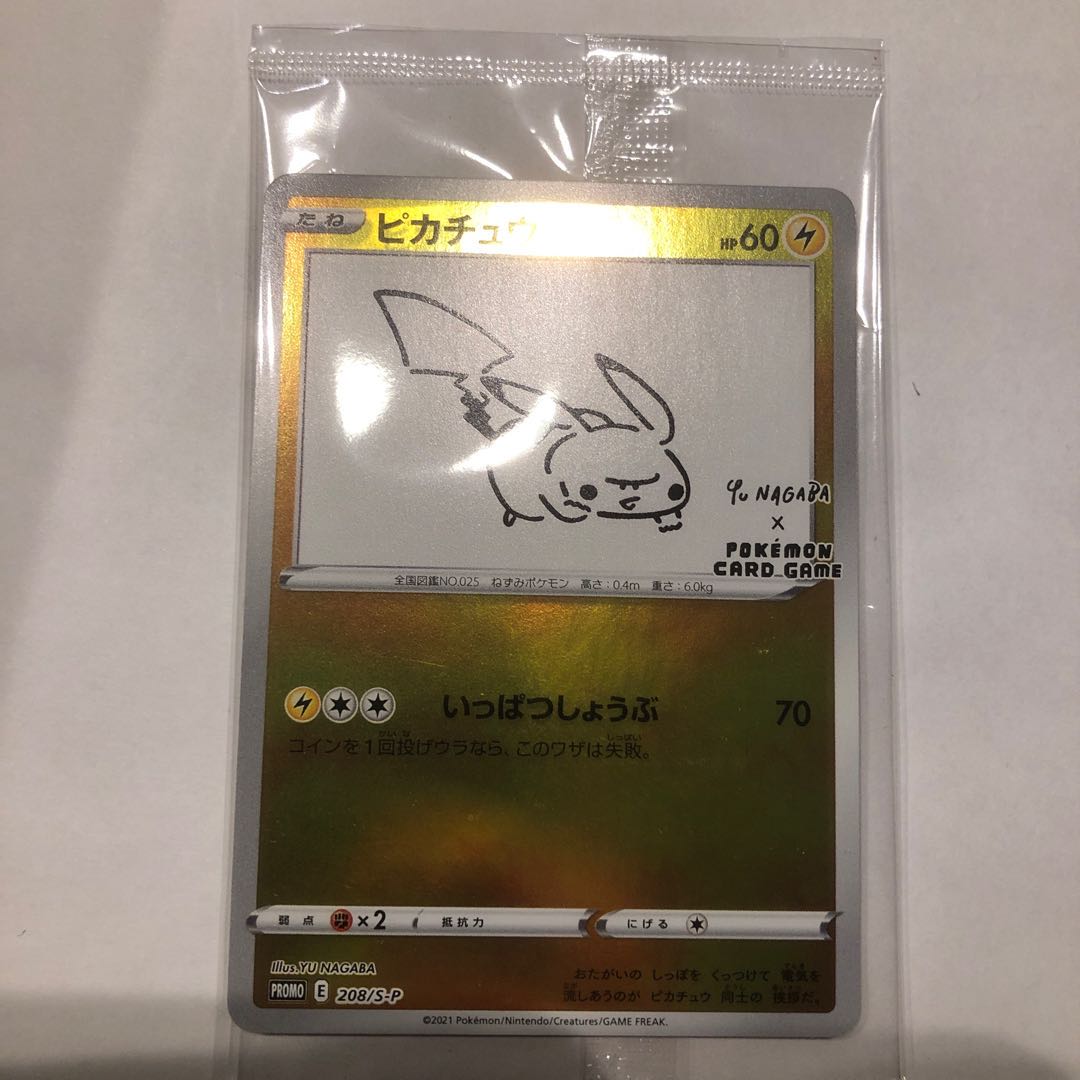 たね ピカチュウ HP60
Yu NAGABA
×
POKÉMON
CARD GAME
全国図鑑NO.025 ねずみポケモン 高さ:0.4m 重さ:6.0kg
いっぱつしょうぶ 70
コインを1回投げウラなら、このワザは失敗。
弱点 ×2 抵抗力 にげる
Illus.YU NAGABA
PROMO E 208/S-P
おたがいの しっぽを くっつけて 電気を
流しあうのが ピカチュウ 同士の 挨拶だ。
©2021 Pokémon/Nintendo/Creatures/GAME FREAK.